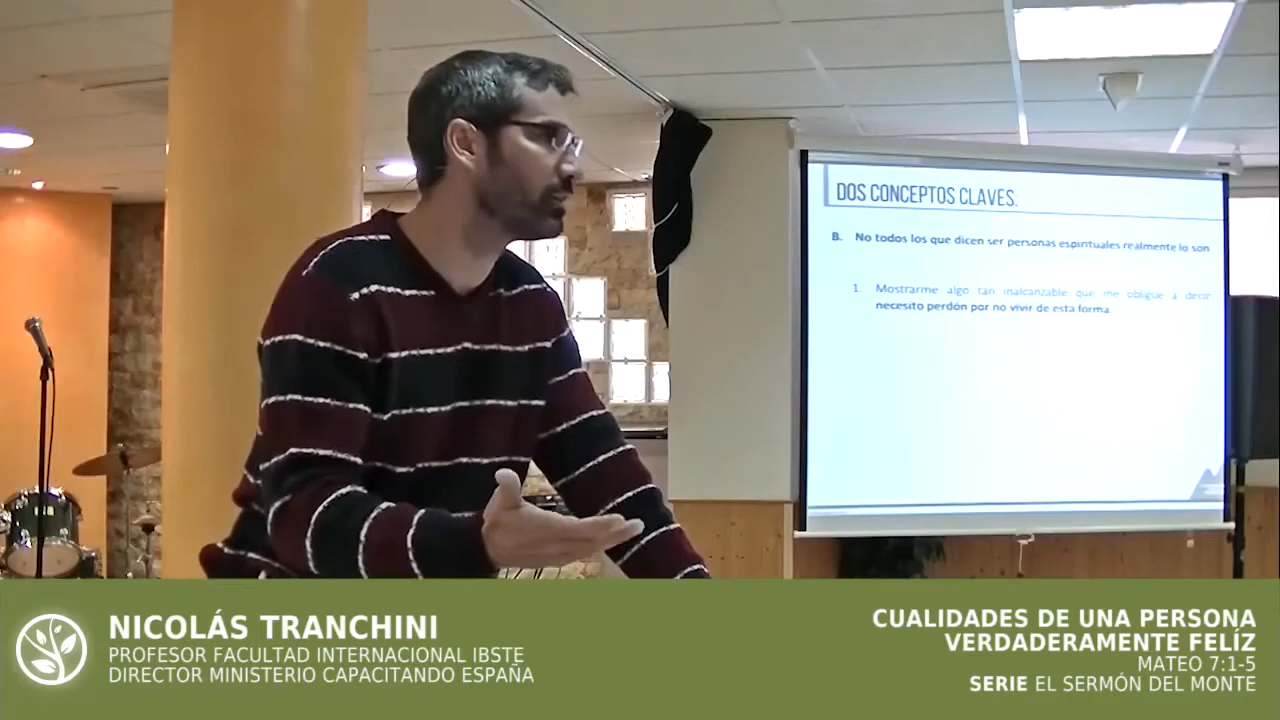 DOS CONCEPTOS CLAVES.
B. No todos los que dicen ser personas espirituales realmente lo son
1. Mostrarme algo tan inalcanzable que me obligue a decir
necesito perdón por no vivir de esta forma.
NICOLÁS TRANCHINI
PROFESOR FACULTAD INTERNACIONAL IBSTE
DIRECTOR MINISTERIO CAPACITANDO ESPAÑA
CUALIDADES DE UNA PERSONA
VERDADERAMENTE FELÍZ
MATEO 7:1-5
SERIE EL SERMÓN DEL MONTE